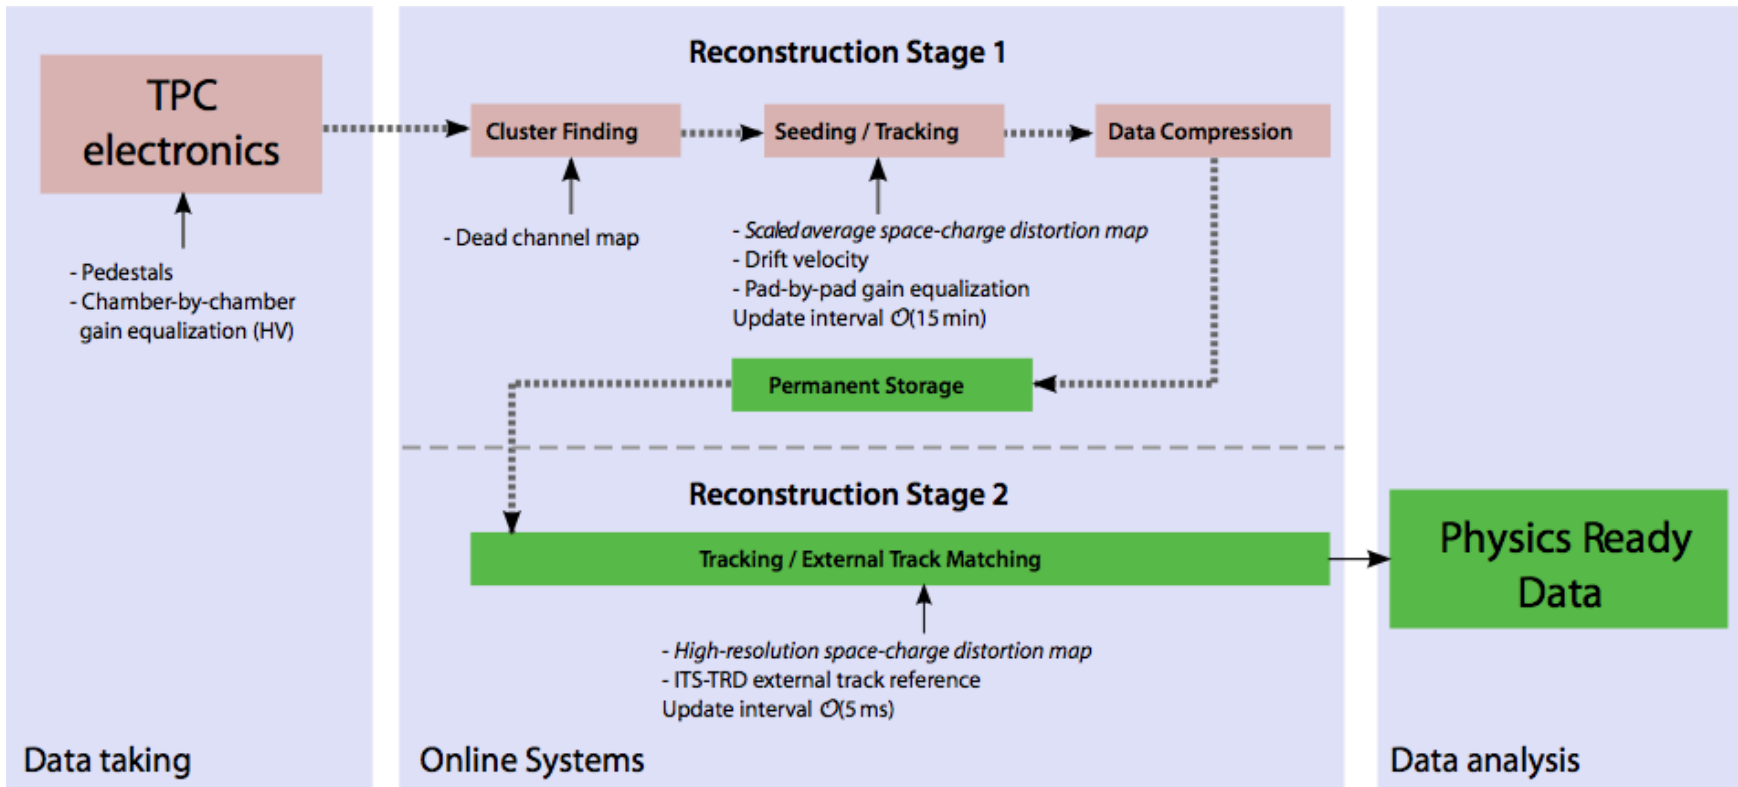 Reconstruction Stage 1
TPC
electronics
Cluster Finding
Seeding / Tracking
Data Compression
- Pedestals
- Chamber-by-chamber
gain equalization (HV)
- Dead channel map
- Scaled average space-charge distortion map
- Drift velocity
- Pad-by-pad gain equalization
Update interval 𝒪(15 min)
Permanent Storage
Reconstruction Stage 2
Tracking / External Track Matching
- High-resolution space-charge distortion map
- ITS-TRD external track reference
Update interval 𝒪(5 ms)
Physics Ready
Data
Data taking
Online Systems
Data analysis